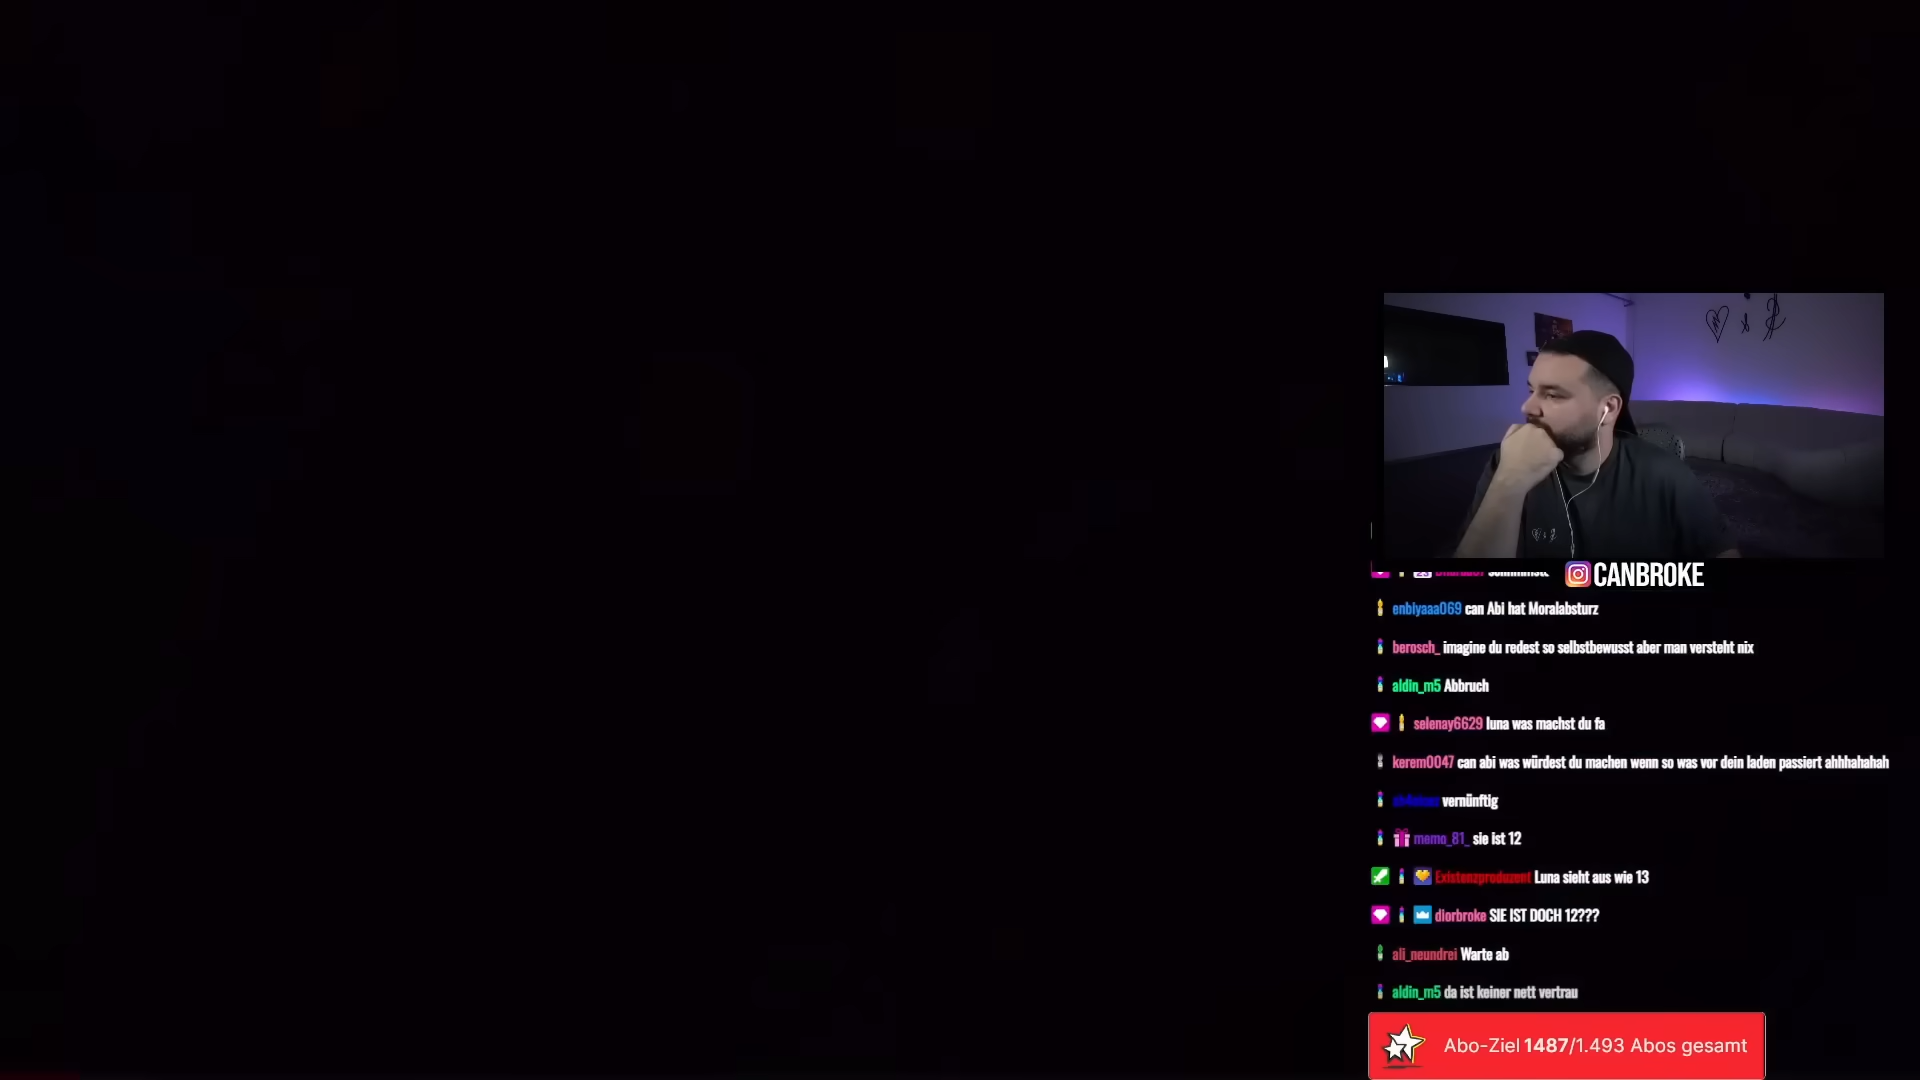 CANBROKE
enbiyaaa069 can Abi hat Moralabsturz
berosch_ imagine du redest so selbstbewusst aber man versteht nix
aldin_m5 Abbruch
selenay6629 luna was machst du fa
kerem0047 can abi was würdest du machen wenn so was vor dein laden passiert ahhhahahah
vernünftig
memo_81_ sie ist 12
Existenzproduzent Luna sieht aus wie 13
diorbroke SIE IST DOCH 12???
ali_neundrei Warte ab
aldin_m5 da ist keiner nett vertrau
Abo-Ziel 1487/1.493 Abos gesamt